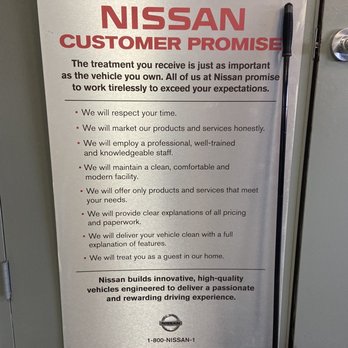 NISSAN
CUSTOMER PROMISE
The treatment you receive is just as important
as the vehicle you own. All of us at Nissan promise
to work tirelessly to exceed your expectations.
• We will respect your time.
• We will market our products and services honestly.
• We will employ a professional, well-trained
and knowledgeable staff.
• We will maintain a clean, comfortable and
modern facility.
• We will offer only products and services that meet
your needs.
• We will provide clear explanations of all pricing
and paperwork.
• We will deliver your vehicle clean with a full
explanation of features.
• We will treat you as a guest in our home.
Nissan builds innovative, high-quality
vehicles engineered to deliver a passionate
and rewarding driving experience.
NISSAN
1-800-NISSAN-1